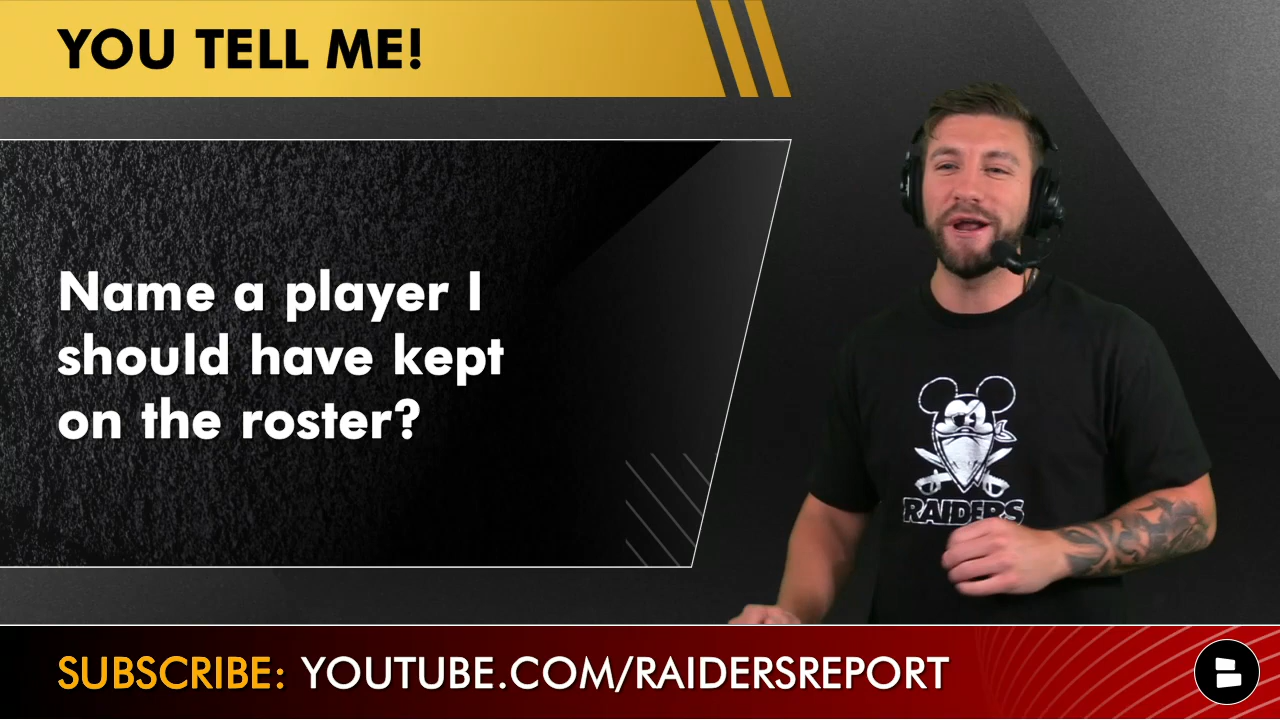 YOU TELL ME!
Name a player I
should have kept
on the roster?
RAIDERS
SUBSCRIBE: YOUTUBE.COM/RAIDERSREPORT